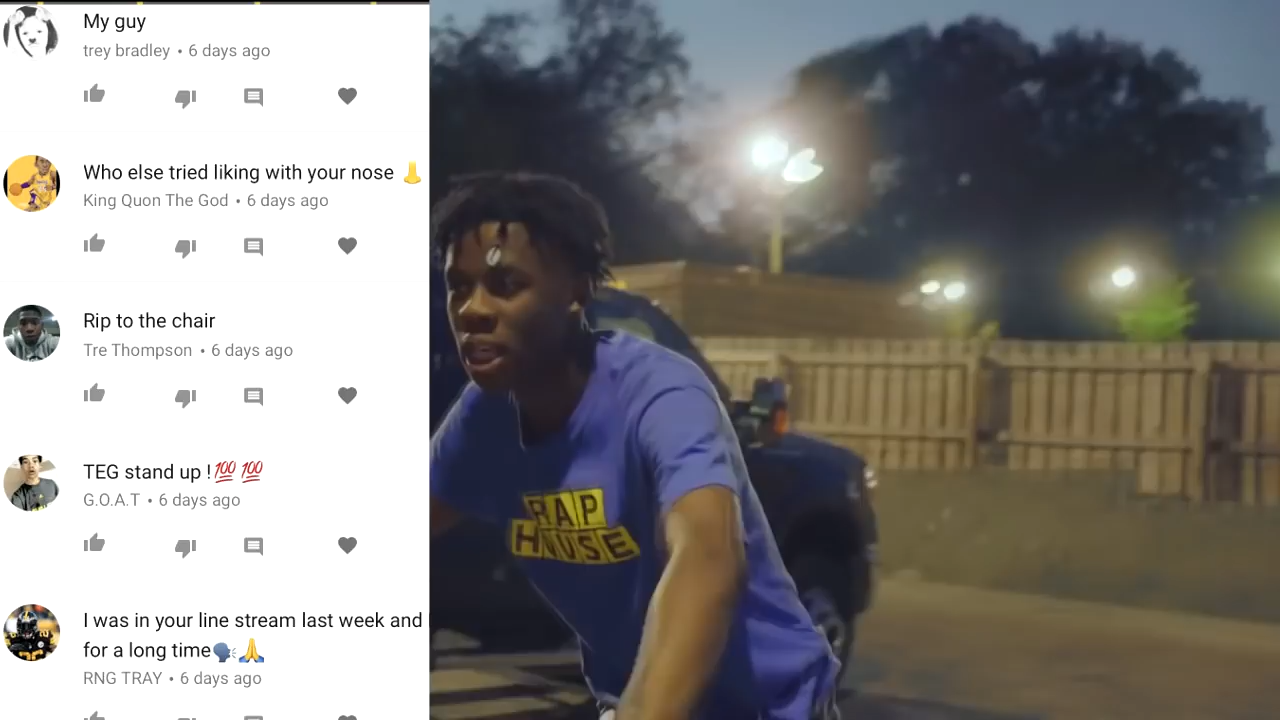 My guy
trey bradley • 6 days ago
Who else tried liking with your nose 👃
King Quon The God • 6 days ago
Rip to the chair
Tre Thompson • 6 days ago
TEG stand up !💯 💯
G.O.A.T • 6 days ago
I was in your line stream last week and
for a long time🗣️🙏
RNG TRAY • 6 days ago
RAP
HOUSE